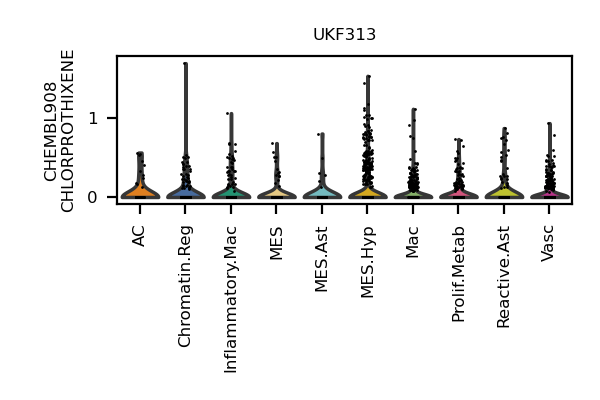 UKF313
CHEMBL908
CHLORPROTHIXENE
1
0
AC
Chromatin.Reg
Inflammatory.Mac
MES
MES.Ast
MES.Hyp
Mac
Prolif.Metab
Reactive.Ast
Vasc